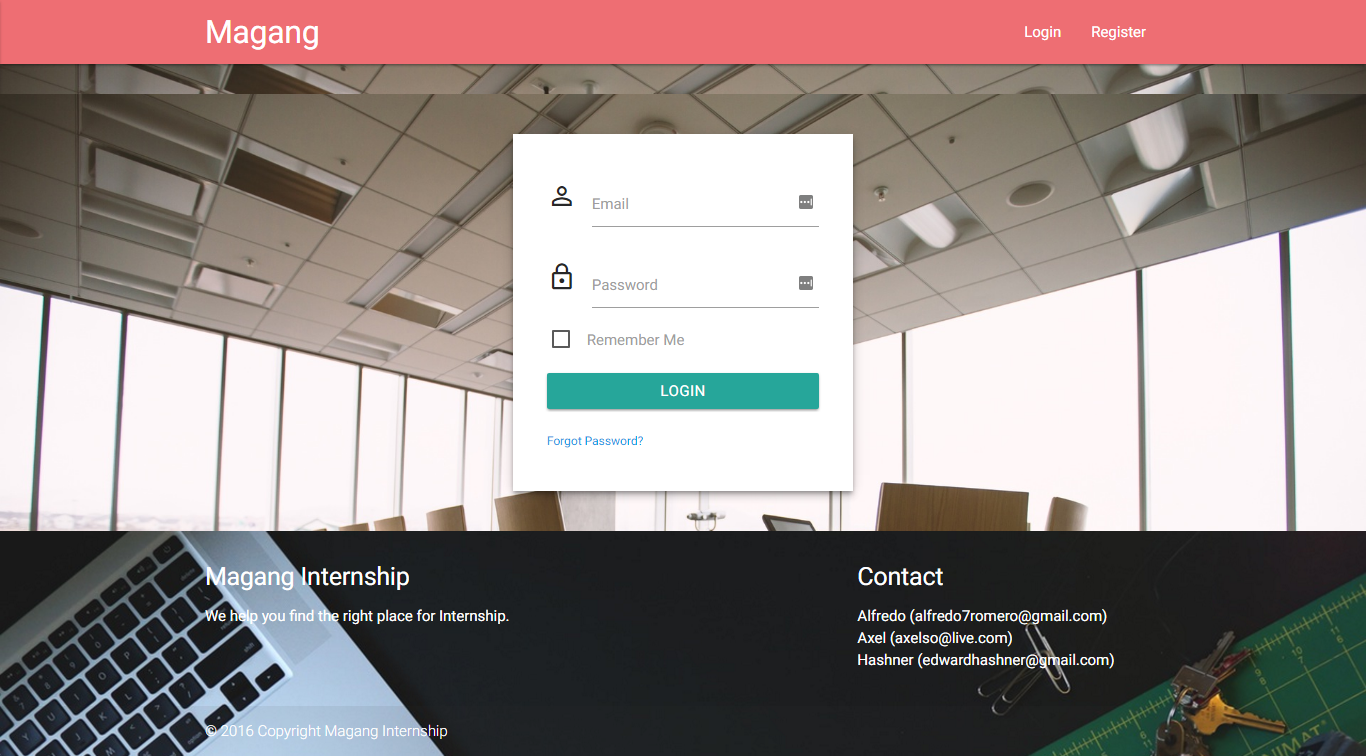 Magang
Login
Register
Email
Password
Remember Me
LOGIN
Forgot Password?
Magang Internship
We help you find the right place for Internship.
Contact
Alfredo (alfredo7romero@gmail.com)
Axel (axelso@live.com)
Hashner (edwardhashner@gmail.com)
© 2016 Copyright Magang Internship